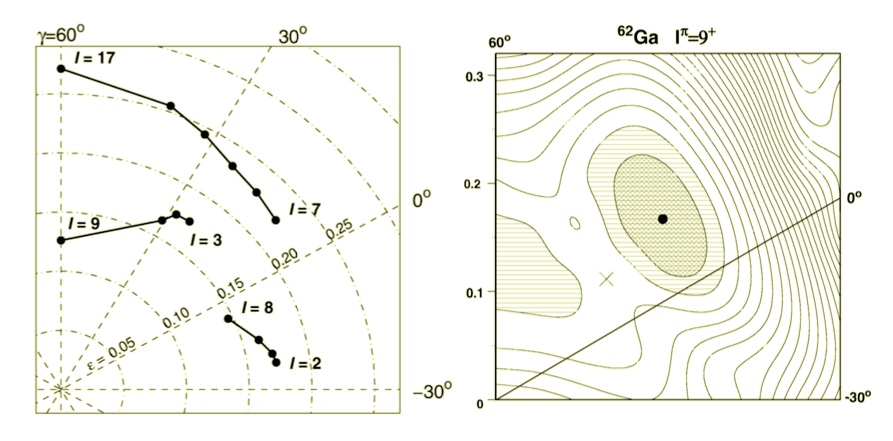 γ=60°
30°
I = 17
I = 9
I = 3
I = 7
0°
0.25
0.20
0.15
0.10
ε = 0.05
I = 8
I = 2
−30°
⁶²Ga Iᵖⁱ=9⁺
60°
0.3
0.2
0.1
0
0°
-30°